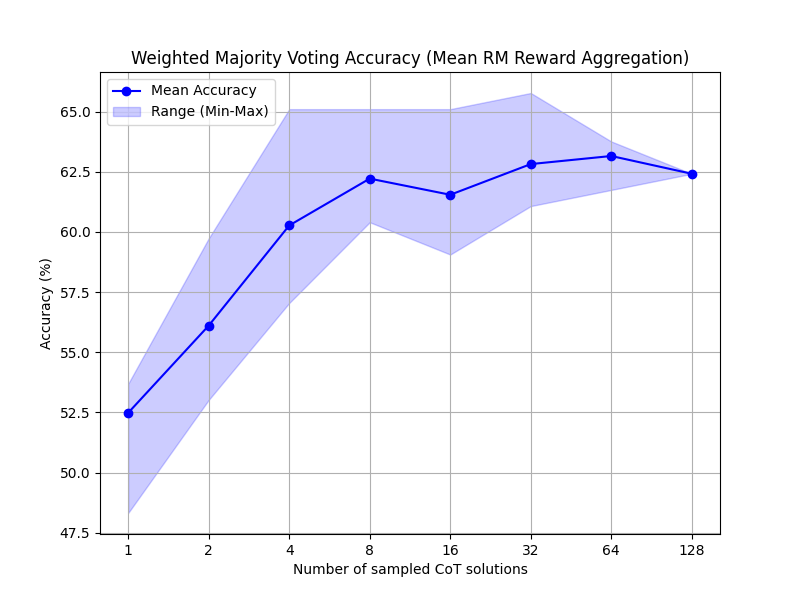 Weighted Majority Voting Accuracy (Mean RM Reward Aggregation)
Mean Accuracy
Range (Min-Max)
65.0
62.5
60.0
57.5
55.0
52.5
50.0
47.5
Accuracy (%)
1 2 4 8 16 32 64 128
Number of sampled CoT solutions